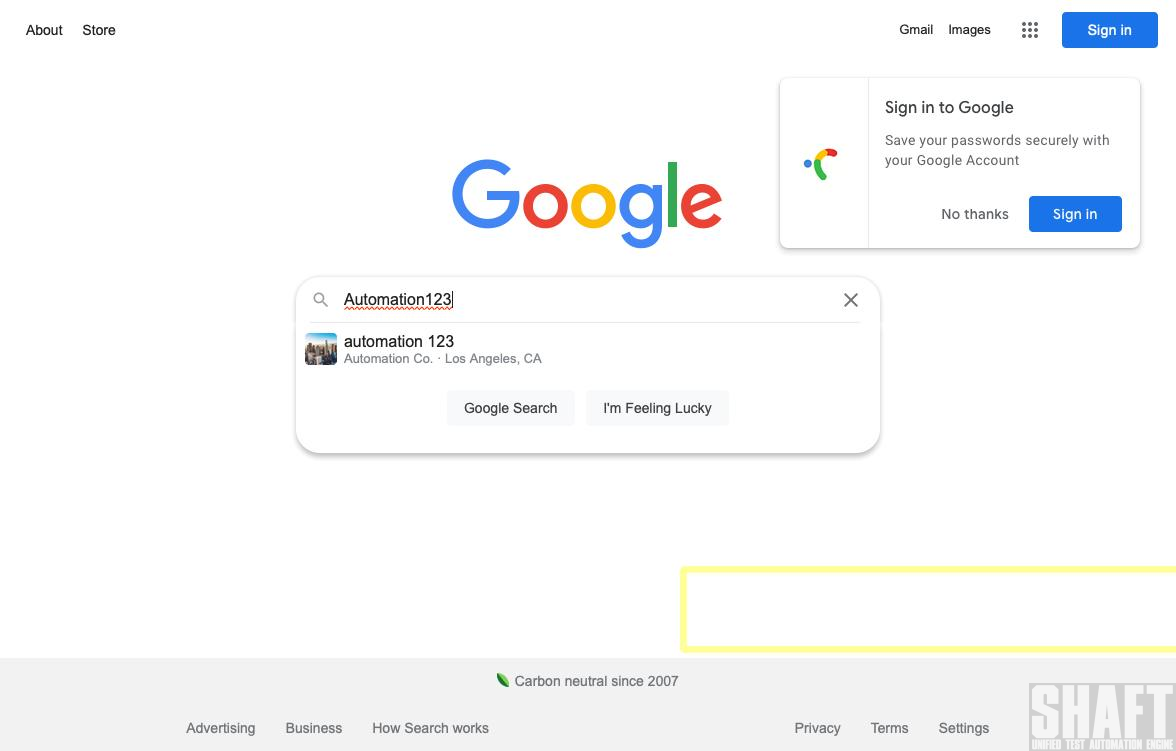 About Store
Gmail Images
Sign in
Sign in to Google
Save your passwords securely with
your Google Account
No thanks
Sign in
Google
Automation123
automation 123
Automation Co. · Los Angeles, CA
Google Search
I'm Feeling Lucky
Carbon neutral since 2007
Advertising Business How Search works
Privacy Terms Settings
SHAFT
UNIFIED TEST AUTOMATION ENGINE